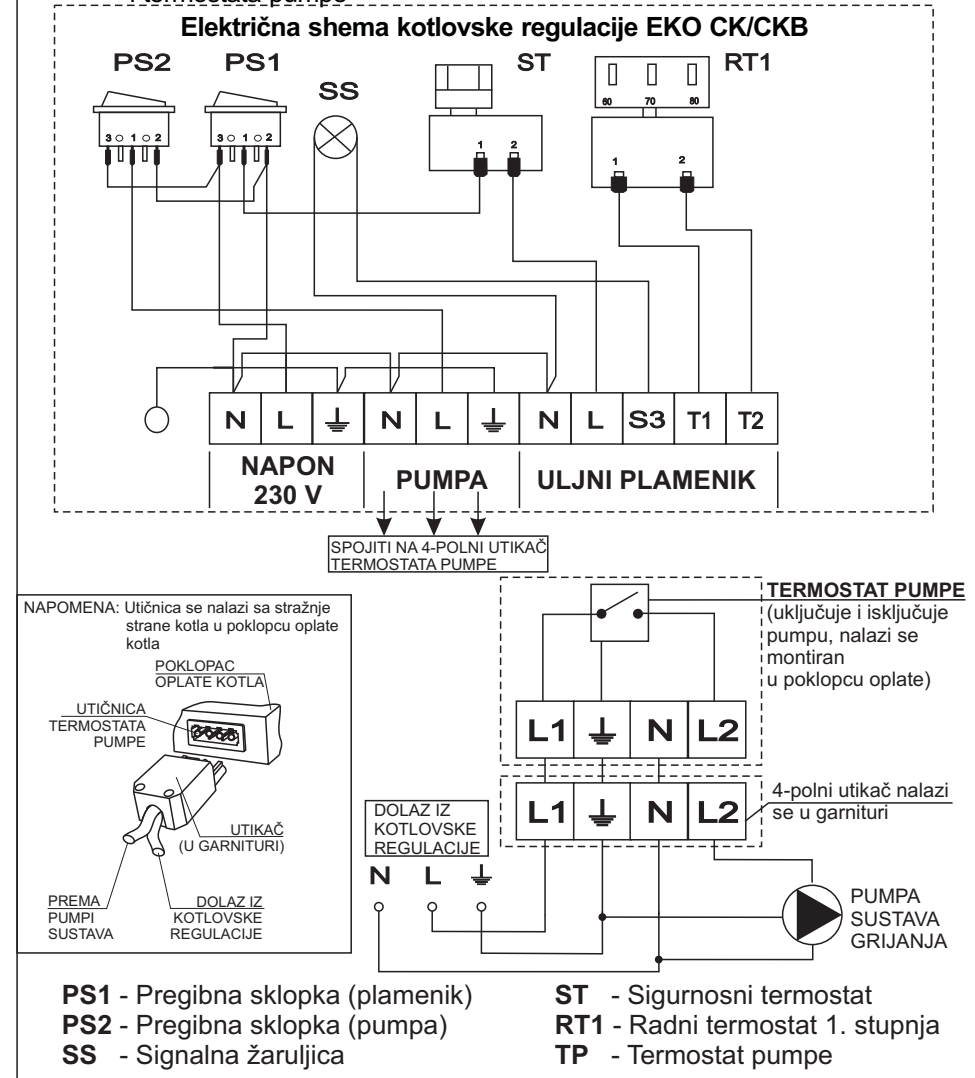 i termostata pumpe
Električna shema kotlovske regulacije EKO CK/CKB
PS2 PS1 SS ST RT1
60 70 80
3 1 2 3 1 2 1 2 1 2
N L N L N L S3 T1 T2
NAPON
230 V
PUMPA
ULJNI PLAMENIK
SPOJITI NA 4-POLNI UTIKAČ
TERMOSTATA PUMPE
NAPOMENA: Utičnica se nalazi sa stražnje
strane kotla u poklopcu oplate
kotla
POKLOPAC
OPLATE KOTLA
UTIČNICA
TERMOSTATA
PUMPE
UTIKAČ
(U GARNITURI)
PREMA
PUMPI
SUSTAVA
DOLAZ IZ
KOTLOVSKE
REGULACIJE
TERMOSTAT PUMPE
(uključuje i isključuje
pumpu, nalazi se
montiran
u poklopcu oplate)
L1 N L2
L1 N L2
4-polni utikač nalazi
se u garnituri
DOLAZ IZ
KOTLOVSKE
REGULACIJE
N L
PUMPA
SUSTAVA
GRIJANJA
PS1 - Pregibna sklopka (plamenik)
PS2 - Pregibna sklopka (pumpa)
SS - Signalna žaruljica
ST - Sigurnosni termostat
RT1 - Radni termostat 1. stupnja
TP - Termostat pumpe